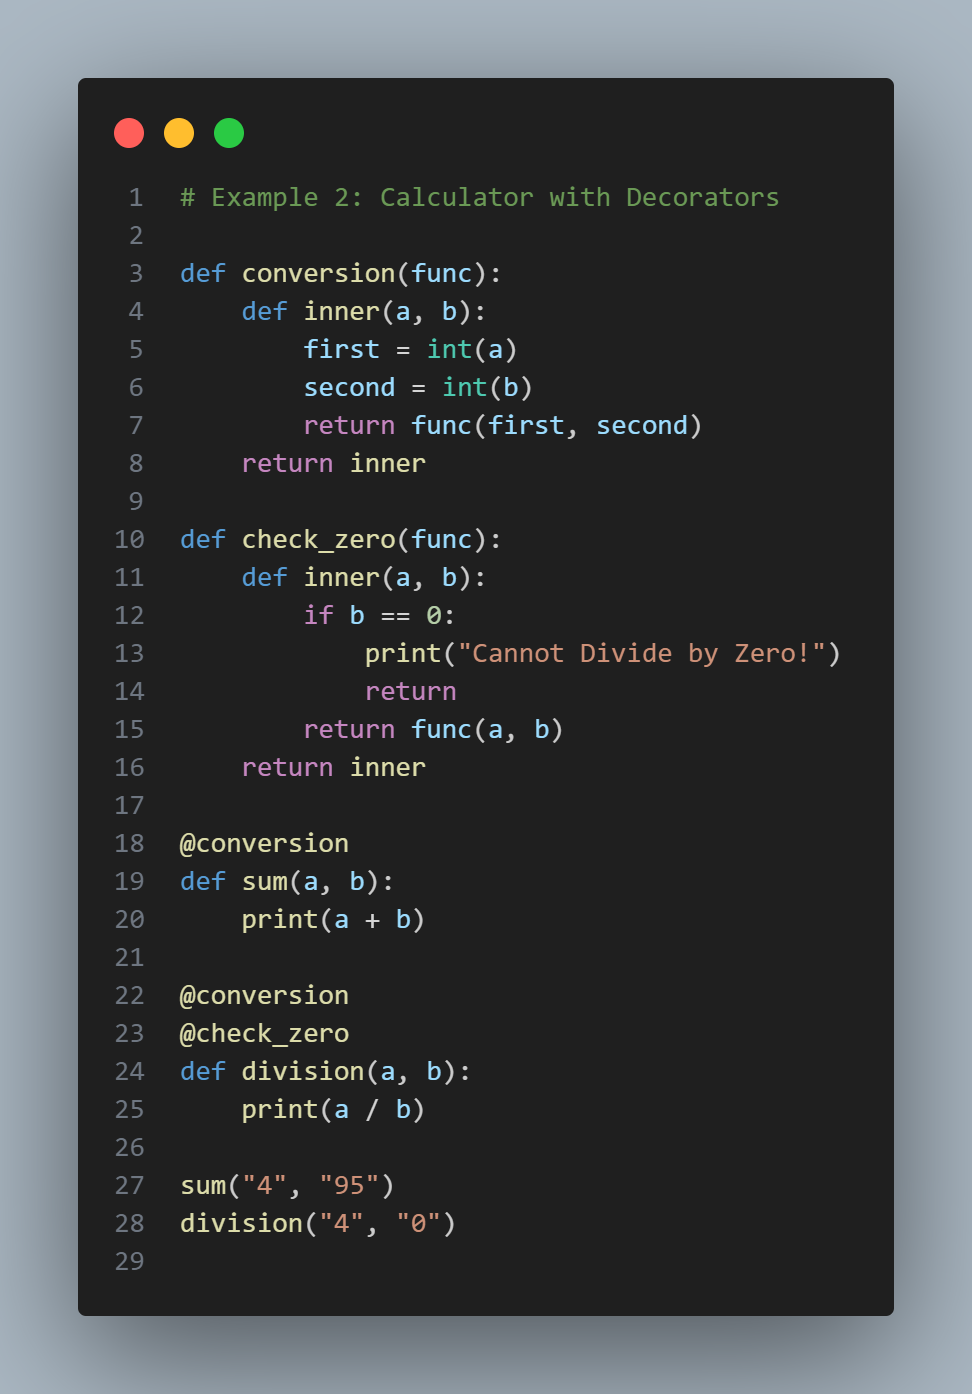 1 # Example 2: Calculator with Decorators
2
3 def conversion(func):
4     def inner(a, b):
5         first = int(a)
6         second = int(b)
7         return func(first, second)
8     return inner
9
10 def check_zero(func):
11     def inner(a, b):
12         if b == 0:
13             print("Cannot Divide by Zero!")
14             return
15         return func(a, b)
16     return inner
17
18 @conversion
19 def sum(a, b):
20     print(a + b)
21
22 @conversion
23 @check_zero
24 def division(a, b):
25     print(a / b)
26
27 sum("4", "95")
28 division("4", "0")
29